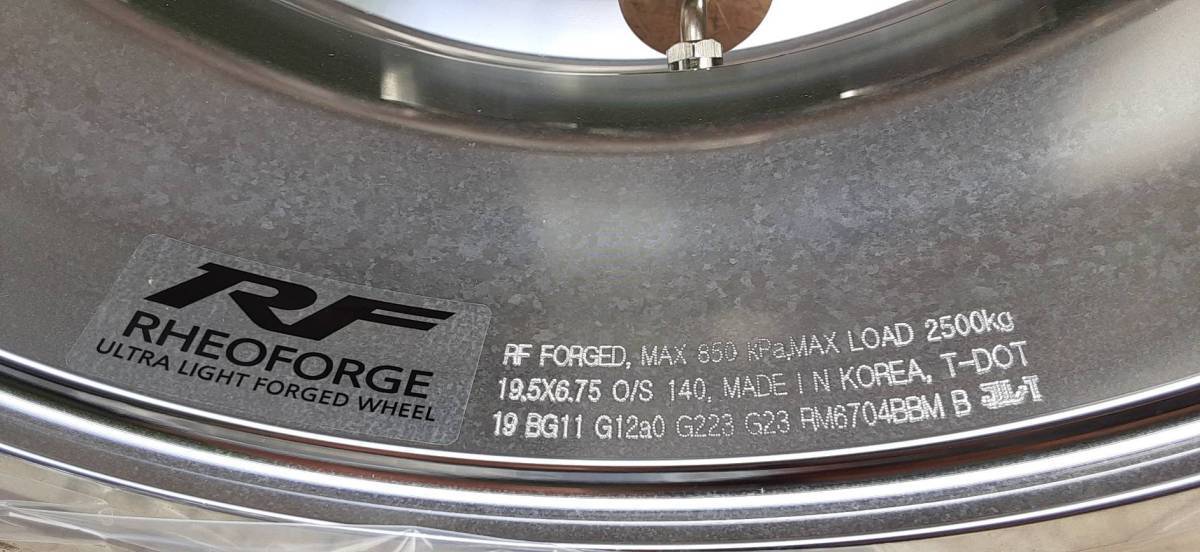 RF
RHEOFORGE
ULTRA LIGHT FORGED WHEEL
RF FORGED, MAX 850 kPa,MAX LOAD 2500kg
19.5X6.75 O/S 140, MADE IN KOREA, T-DOT
19 BG11 G12a0 G223 G23 RM6704BBM B